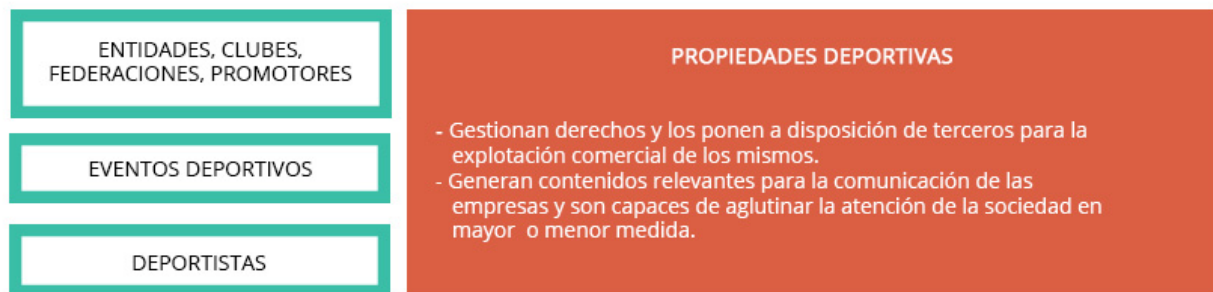 ENTIDADES, CLUBES,
FEDERACIONES, PROMOTORES
EVENTOS DEPORTIVOS
DEPORTISTAS
PROPIEDADES DEPORTIVAS
- Gestionan derechos y los ponen a disposición de terceros para la
explotación comercial de los mismos.
- Generan contenidos relevantes para la comunicación de las
empresas y son capaces de aglutinar la atención de la sociedad en
mayor o menor medida.